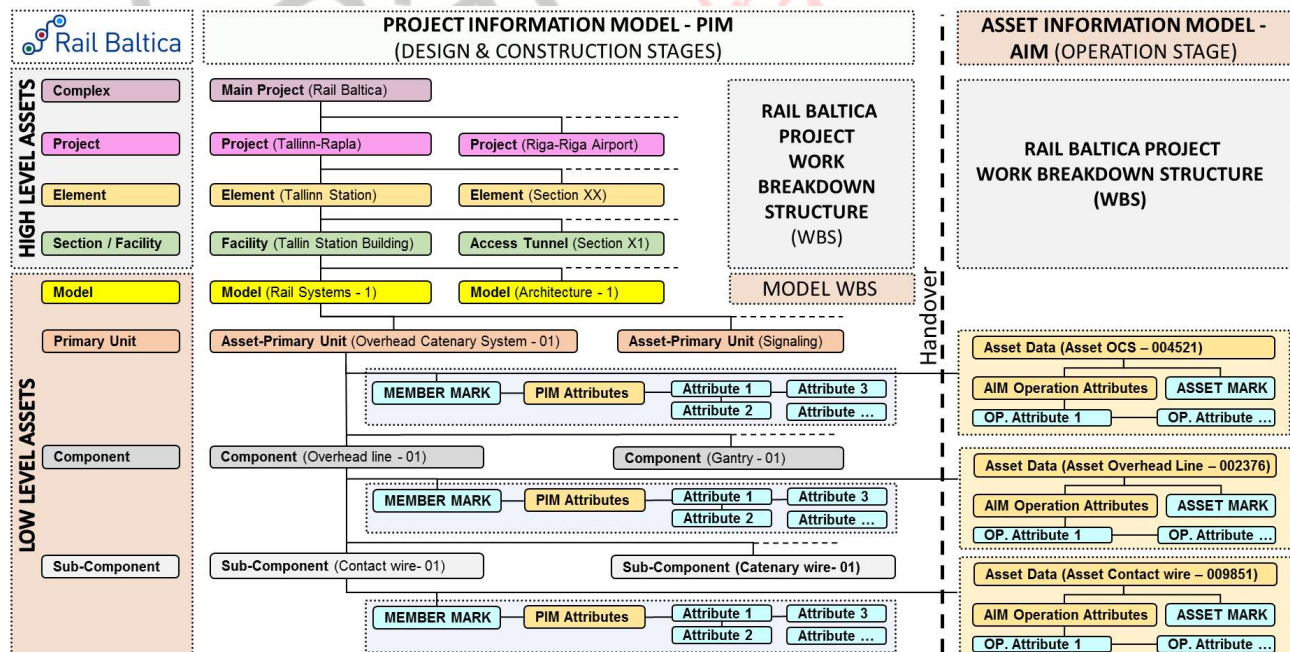 Rail Baltica
PROJECT INFORMATION MODEL - PIM
(DESIGN & CONSTRUCTION STAGES)
ASSET INFORMATION MODEL -
AIM (OPERATION STAGE)
HIGH LEVEL ASSETS
Complex
Main Project (Rail Baltica)
Project
Project (Tallinn-Rapla)
Project (Riga-Riga Airport)
Element
Element (Tallinn Station)
Element (Section XX)
Section / Facility
Facility (Tallin Station Building)
Access Tunnel (Section X1)
RAIL BALTICA
PROJECT
WORK
BREAKDOWN
STRUCTURE
(WBS)
RAIL BALTICA PROJECT
WORK BREAKDOWN STRUCTURE
(WBS)
LOW LEVEL ASSETS
Model
Model (Rail Systems - 1)
Model (Architecture - 1)
MODEL WBS
Handover
Primary Unit
Asset-Primary Unit (Overhead Catenary System - 01)
Asset-Primary Unit (Signaling)
MEMBER MARK
PIM Attributes
Attribute 1
Attribute 3
Attribute 2
Attribute ...
Asset Data (Asset OCS – 004521)
AIM Operation Attributes
ASSET MARK
OP. Attribute 1
OP. Attribute ...
Component
Component (Overhead line - 01)
Component (Gantry - 01)
MEMBER MARK
PIM Attributes
Attribute 1
Attribute 3
Attribute 2
Attribute ...
Asset Data (Asset Overhead Line – 002376)
AIM Operation Attributes
ASSET MARK
OP. Attribute 1
OP. Attribute ...
Sub-Component
Sub-Component (Contact wire- 01)
Sub-Component (Catenary wire- 01)
MEMBER MARK
PIM Attributes
Attribute 1
Attribute 3
Attribute 2
Attribute ...
Asset Data (Asset Contact wire – 009851)
AIM Operation Attributes
ASSET MARK
OP. Attribute 1
OP. Attribute ...